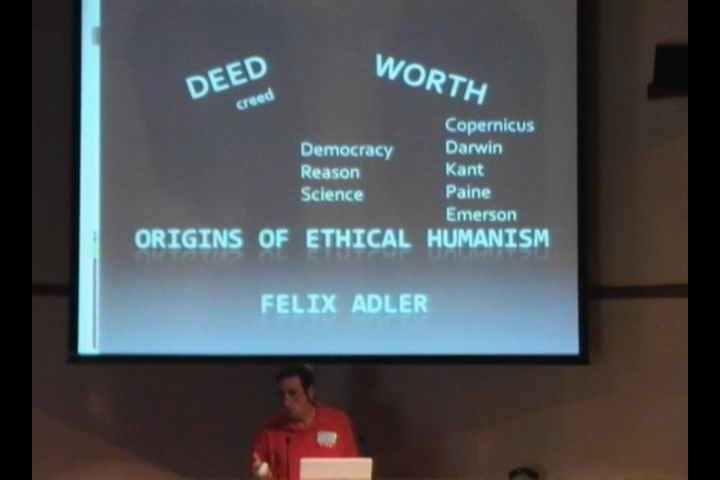 DEED
creed
WORTH
Democracy
Reason
Science
Copernicus
Darwin
Kant
Paine
Emerson
ORIGINS OF ETHICAL HUMANISM
FELIX ADLER